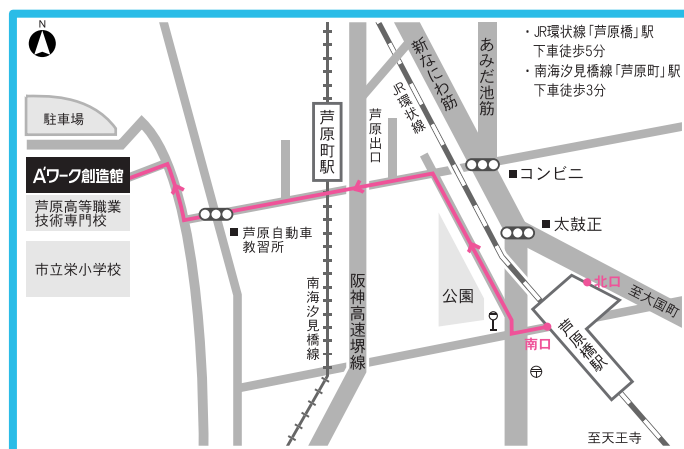 N
・JR環状線「芦原橋」駅
下車徒歩5分
・南海汐見橋線「芦原町」駅
下車徒歩3分
新なにわ筋
あみだ池筋
JR環状線
駐車場
芦原町駅
芦原出口
A'ワーク創造館
芦原高等職業
技術専門校
■コンビニ
■太鼓正
■芦原自動車
教習所
市立栄小学校
南海汐見橋線
阪神高速堺線
公園
北口
至大国町
南口
芦原橋駅
〒
至天王寺